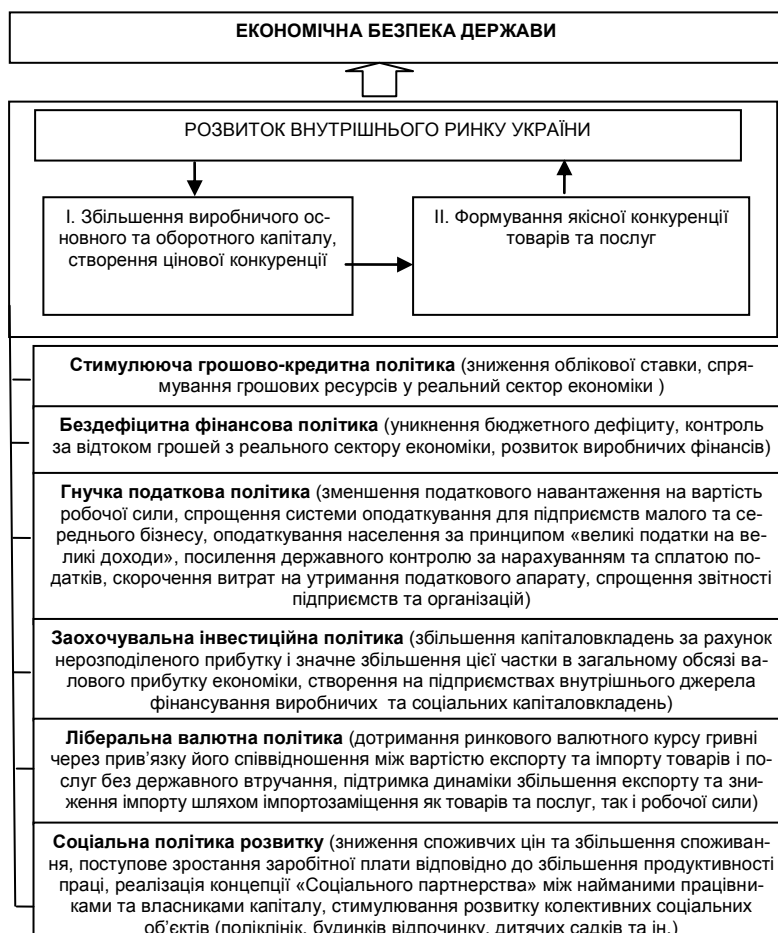 ЕКОНОМІЧНА БЕЗПЕКА ДЕРЖАВИ
РОЗВИТОК ВНУТРІШНЬОГО РИНКУ УКРАЇНИ
І. Збільшення виробничого ос-
новного та оборотного капіталу,
створення цінової конкуренції
ІІ. Формування якісної конкуренції
товарів та послуг
Стимулююча грошово-кредитна політика (зниження облікової ставки, спря-
мування грошових ресурсів у реальний сектор економіки )
Бездефіцитна фінансова політика (уникнення бюджетного дефіциту, контроль
за відтоком грошей з реального сектору економіки, розвиток виробничих фінансів)
Гнучка податкова політика (зменшення податкового навантаження на вартість
робочої сили, спрощення системи оподаткування для підприємств малого та се-
реднього бізнесу, оподаткування населення за принципом «великі податки на ве-
ликі доходи», посилення державного контролю за нарахуванням та сплатою по-
датків, скорочення витрат на утримання податкового апарату, спрощення звітності
підприємств та організацій)
Заохочувальна інвестиційна політика (збільшення капіталовкладень за рахунок
нерозподіленого прибутку і значне збільшення цієї частки в загальному обсязі ва-
лового прибутку економіки, створення на підприємствах внутрішнього джерела
фінансування виробничих та соціальних капіталовкладень)
Ліберальна валютна політика (дотримання ринкового валютного курсу гривні
через прив’язку його співвідношення між вартістю експорту та імпорту товарів і по-
слуг без державного втручання, підтримка динаміки збільшення експорту та зни-
ження імпорту шляхом імпортозаміщення як товарів та послуг, так і робочої сили)
Соціальна політика розвитку (зниження споживчих цін та збільшення споживан-
ня, поступове зростання заробітної плати відповідно до збільшення продуктивності
праці, реалізація концепції «Соціального партнерства» між найманими працівни-
ками та власниками капіталу, стимулювання розвитку колективних соціальних
об’єктів (поліклінік, будинків відпочинку, дитячих садків та ін.)